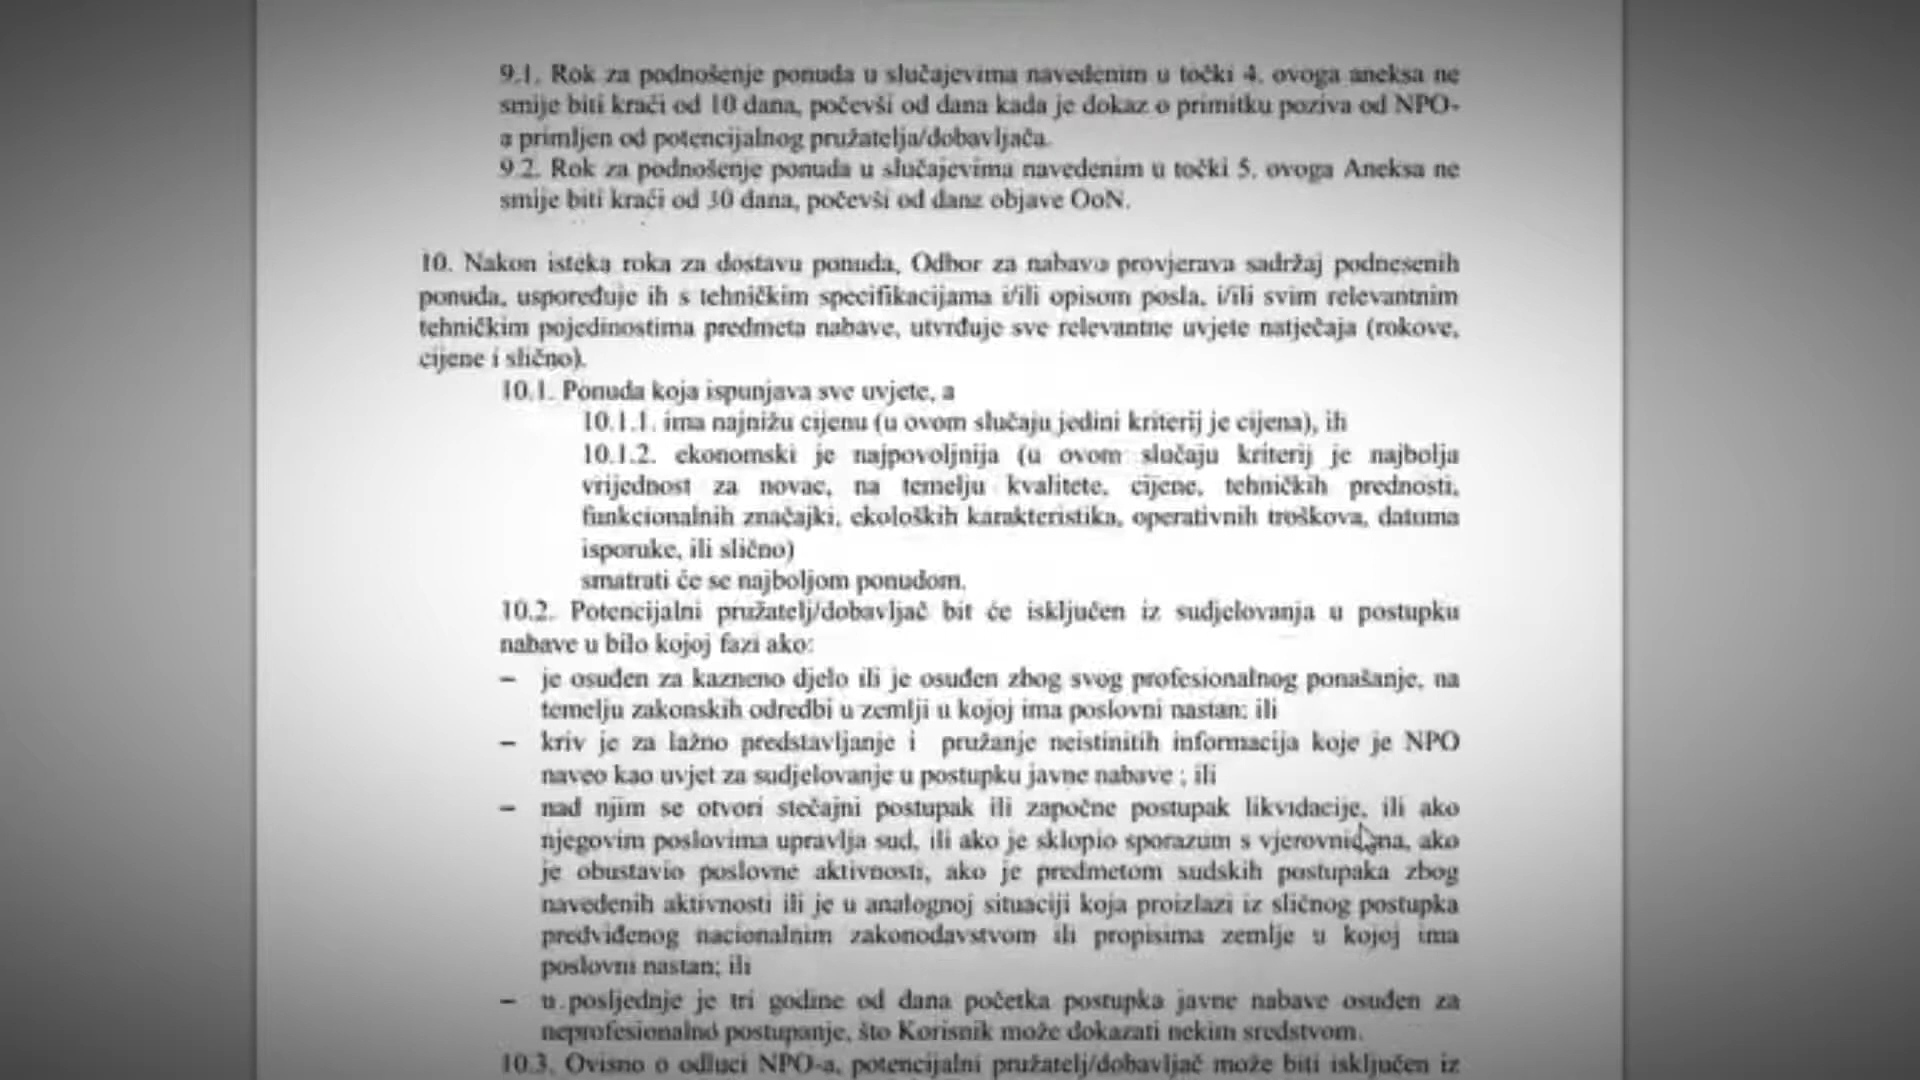 9.1. Rok za podnošenje ponuda u slučajevima navedenim u točki 4. ovoga aneksa ne
smije biti kraći od 10 dana, počevši od dana kada je dokaz o primitku poziva od NPO-
a primljen od potencijalnog pružatelja/dobavljača.
9.2. Rok za podnošenje ponuda u slučajevima navedenim u točki 5. ovoga Aneksa ne
smije biti kraći od 30 dana, počevši od dana objave OoN.
10. Nakon isteka roka za dostavu ponuda, Odbor za nabavu provjerava sadržaj podnesenih
ponuda, uspoređuje ih s tehničkim specifikacijama i/ili opisom posla, i/ili svim relevantnim
tehničkim pojedinostima predmeta nabave, utvrđuje sve relevantne uvjete natječaja (rokove,
cijene i slično).
10.1. Ponuda koja ispunjava sve uvjete, a
10.1.1. ima najnižu cijenu (u ovom slučaju jedini kriterij je cijena), ili
10.1.2. ekonomski je najpovoljnija (u ovom slučaju kriterij je najbolja
vrijednost za novac, na temelju kvalitete, cijene, tehničkih prednosti,
funkcionalnih značajki, ekoloških karakteristika, operativnih troškova, datuma
isporuke, ili slično)
smatrati će se najboljom ponudom.
10.2. Potencijalni pružatelj/dobavljač bit će isključen iz sudjelovanja u postupku
nabave u bilo kojoj fazi ako:
– je osuđen za kazneno djelo ili je osuđen zbog svog profesionalnog ponašanje, na
temelju zakonskih odredbi u zemlji u kojoj ima poslovni nastan; ili
– kriv je za lažno predstavljanje i pružanje neistinitih informacija koje je NPO
naveo kao uvjet za sudjelovanje u postupku javne nabave ; ili
– nad njim se otvori stečajni postupak ili započne postupak likvidacije, ili ako
njegovim poslovima upravlja sud, ili ako je sklopio sporazum s vjerovnicima, ako
je obustavio poslovne aktivnosti, ako je predmetom sudskih postupaka zbog
navedenih aktivnosti ili je u analognoj situaciji koja proizlazi iz sličnog postupka
predviđenog nacionalnim zakonodavstvom ili propisima zemlje u kojoj ima
poslovni nastan; ili
– u posljednje je tri godine od dana početka postupka javne nabave osuđen za
neprofesionalno postupanje, što Korisnik može dokazati nekim sredstvom.
10.3. Ovisno o odluci NPO-a, potencijalni pružatelj/dobavljač može biti isključen iz